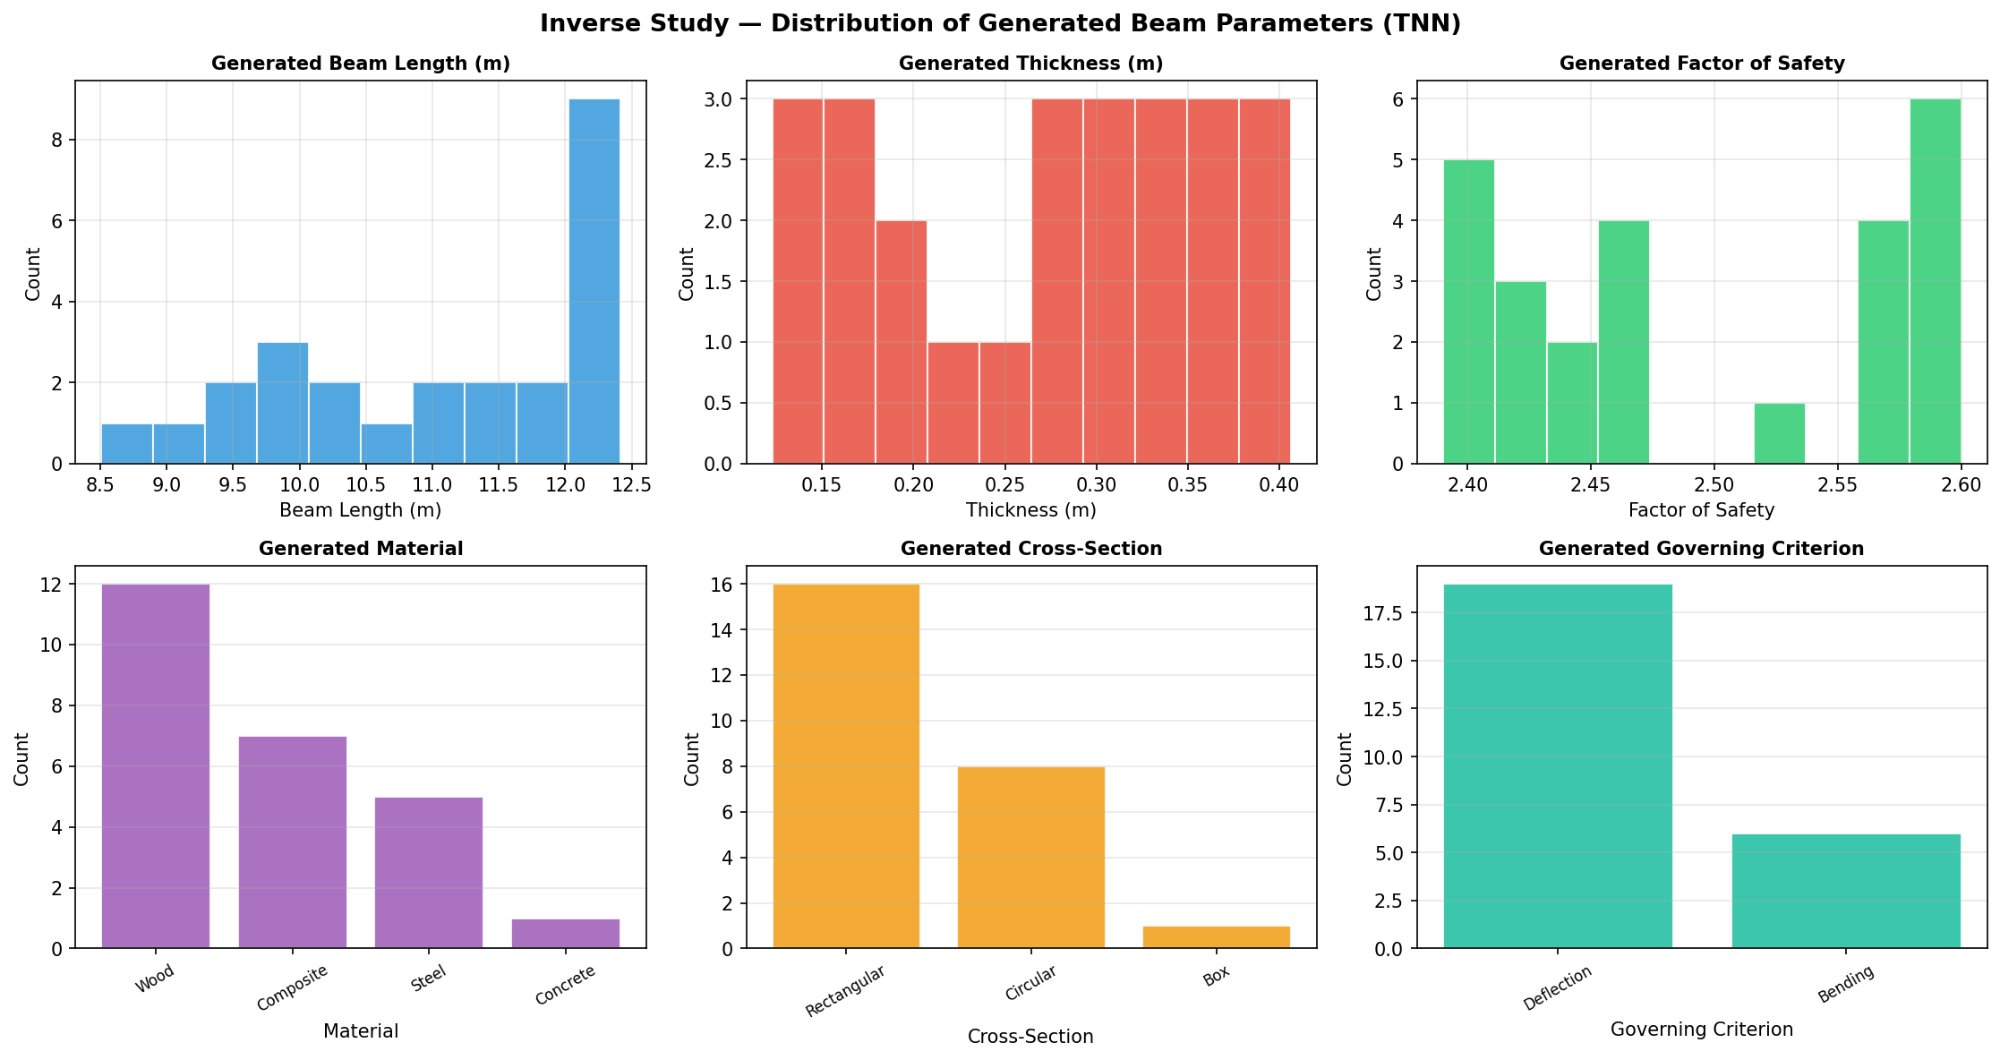 Inverse Study — Distribution of Generated Beam Parameters (TNN)
Generated Beam Length (m)
Count
8
6
4
2
0
8.5 9.0 9.5 10.0 10.5 11.0 11.5 12.0 12.5
Beam Length (m)
Generated Thickness (m)
Count
3.0
2.5
2.0
1.5
1.0
0.5
0.0
0.15 0.20 0.25 0.30 0.35 0.40
Thickness (m)
Generated Factor of Safety
Count
6
5
4
3
2
1
0
2.40 2.45 2.50 2.55 2.60
Factor of Safety
Generated Material
Count
12
10
8
6
4
2
0
Wood Composite Steel Concrete
Material
Generated Cross-Section
Count
16
14
12
10
8
6
4
2
0
Rectangular Circular Box
Cross-Section
Generated Governing Criterion
Count
17.5
15.0
12.5
10.0
7.5
5.0
2.5
0.0
Deflection Bending
Governing Criterion